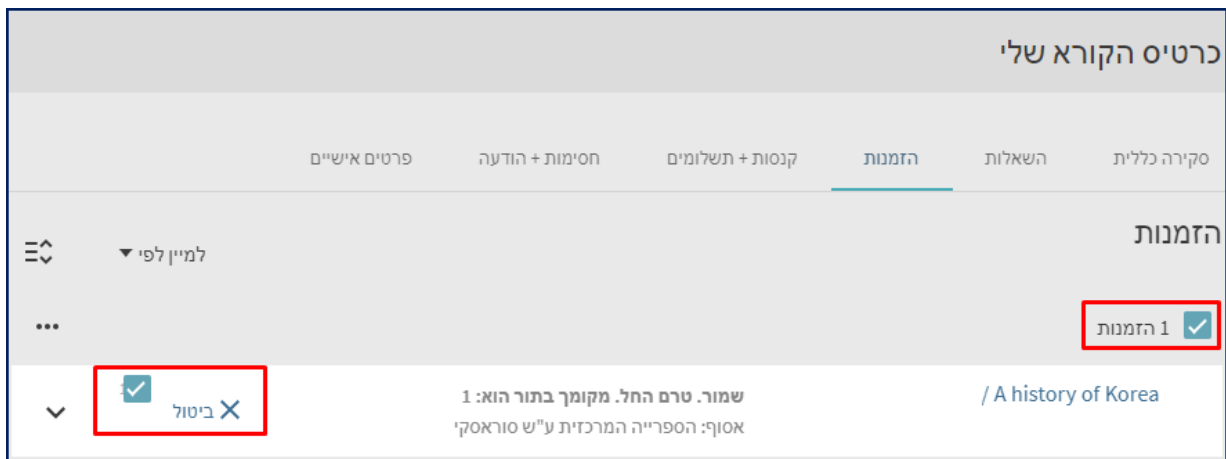 כרטיס הקורא שלי
סקירה כללית השאלות הזמנות קנסות + תשלומים חסימות + הודעה פרטים אישיים
הזמנות
למיין לפי
1 הזמנות
A history of Korea /
שמור. טרם החל. מקומך בתור הוא: 1
אסוף: הספרייה המרכזית ע"ש סוראסקי
ביטול